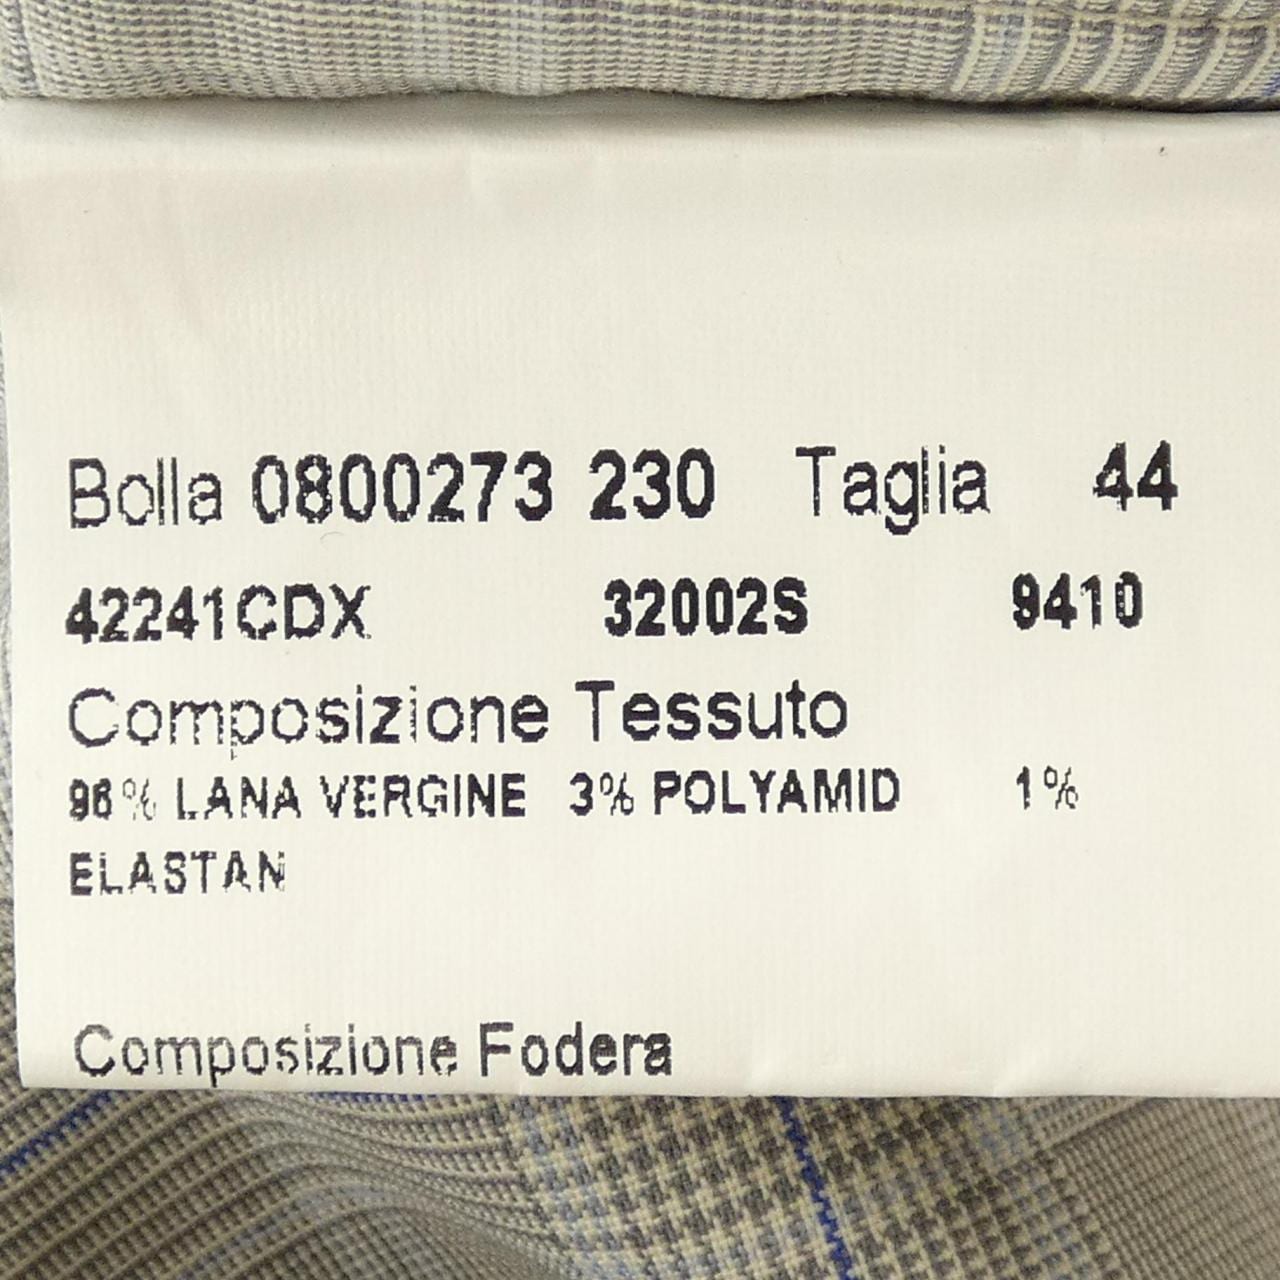 Bolla 0800273 230 Taglia 44
42241CDX 32002S 9410
Composizione Tessuto
96% LANA VERGINE 3% POLYAMID 1%
ELASTAN
Composizione Fodera